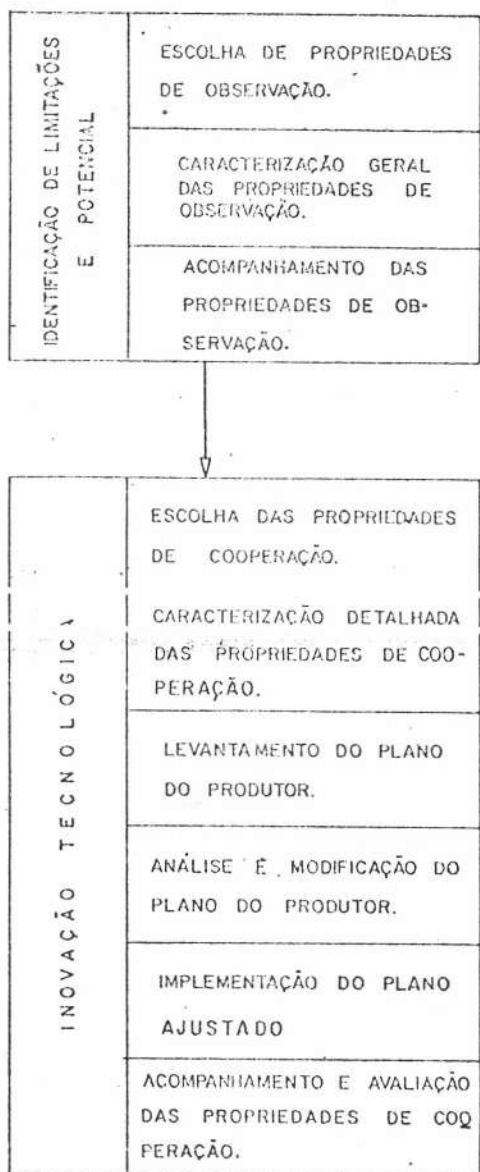 IDENTIFICAÇÃO DE LIMITAÇÕES
E POTENCIAL
ESCOLHA DE PROPRIEDADES
DE OBSERVAÇÃO.
CARACTERIZAÇÃO GERAL
DAS PROPRIEDADES DE
OBSERVAÇÃO.
ACOMPANHAMENTO DAS
PROPRIEDADES DE OB-
SERVAÇÃO.
INOVAÇÃO TECNOLÓGICA
ESCOLHA DAS PROPRIEDADES
DE COOPERAÇÃO.
CARACTERIZAÇÃO DETALHADA
DAS PROPRIEDADES DE COO-
PERAÇÃO.
LEVANTAMENTO DO PLANO
DO PRODUTOR.
ANÁLISE E MODIFICAÇÃO DO
PLANO DO PRODUTOR.
IMPLEMENTAÇÃO DO PLANO
AJUSTADO
ACOMPANHAMENTO E AVALIAÇÃO
DAS PROPRIEDADES DE COO
PERAÇÃO.